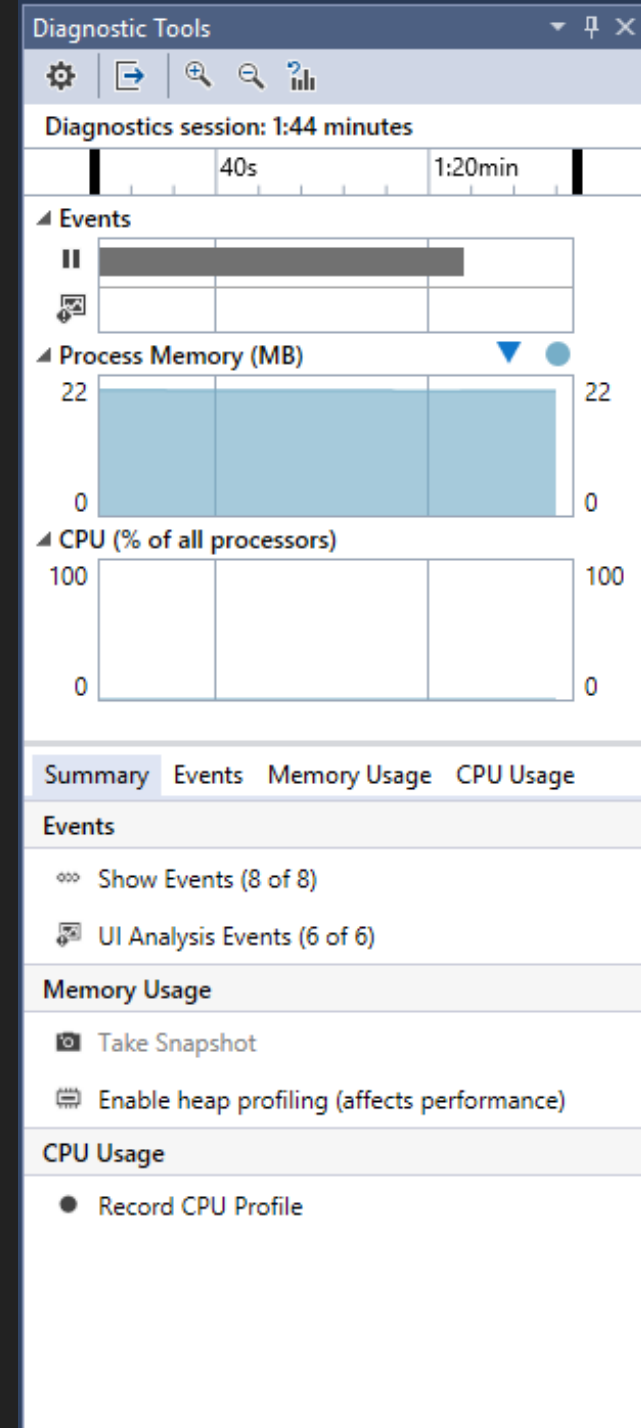 Diagnostic Tools
Diagnostics session: 1:44 minutes
40s 1:20min
Events
Process Memory (MB)
22 22
0 0
CPU (% of all processors)
100 100
0 0
Summary Events Memory Usage CPU Usage
Events
Show Events (8 of 8)
UI Analysis Events (6 of 6)
Memory Usage
Take Snapshot
Enable heap profiling (affects performance)
CPU Usage
Record CPU Profile